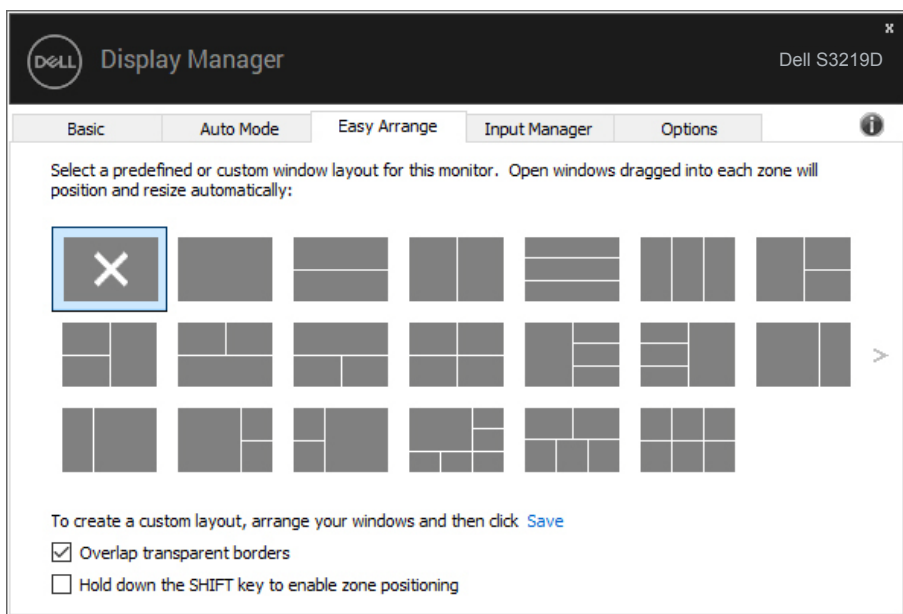 x
DELL
Display Manager
Dell S3219D
Basic
Auto Mode
Easy Arrange
Input Manager
Options
i
Select a predefined or custom window layout for this monitor. Open windows dragged into each zone will
position and resize automatically:
>
To create a custom layout, arrange your windows and then click Save
Overlap transparent borders
Hold down the SHIFT key to enable zone positioning